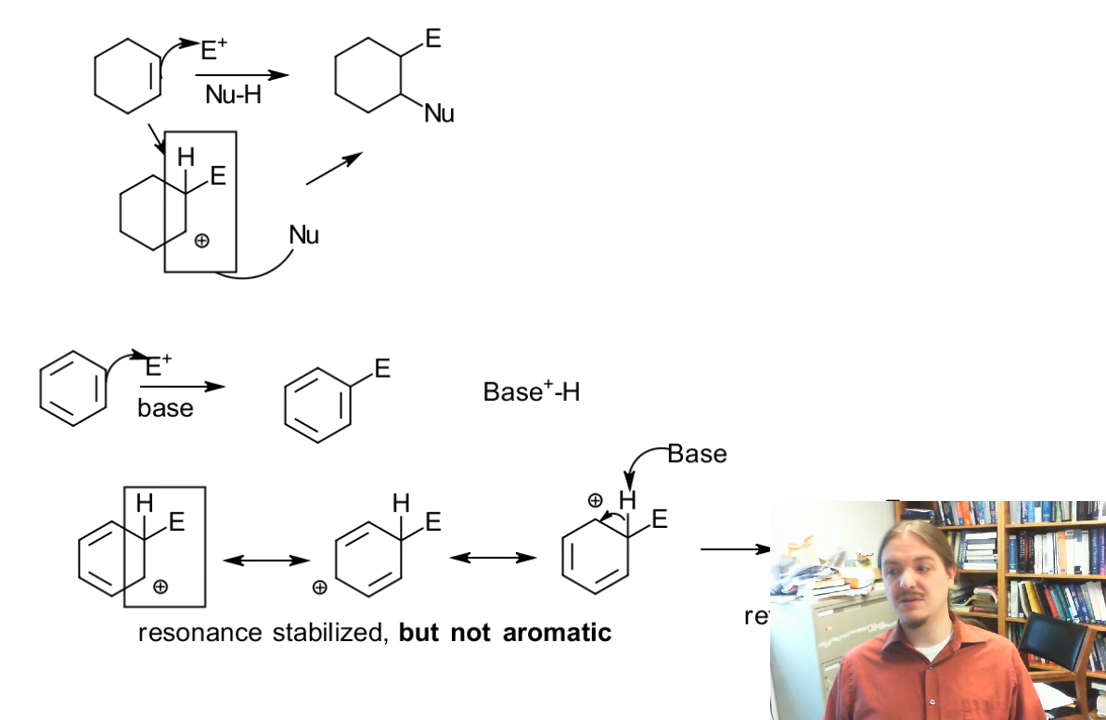 E⁺
Nu-H
E
Nu
H
E
⊕
Nu
E⁺
base
E
Base⁺-H
Base
H
E
⊕
H
E
⊕
⊕
H
E
resonance stabilized, but not aromatic